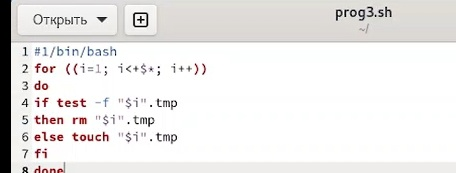 Открыть
prog3.sh
~/
1 #1/bin/bash
2 for ((i=1; i<+$*; i++))
3 do
4 if test -f "$i".tmp
5 then rm "$i".tmp
6 else touch "$i".tmp
7 fi
8 done